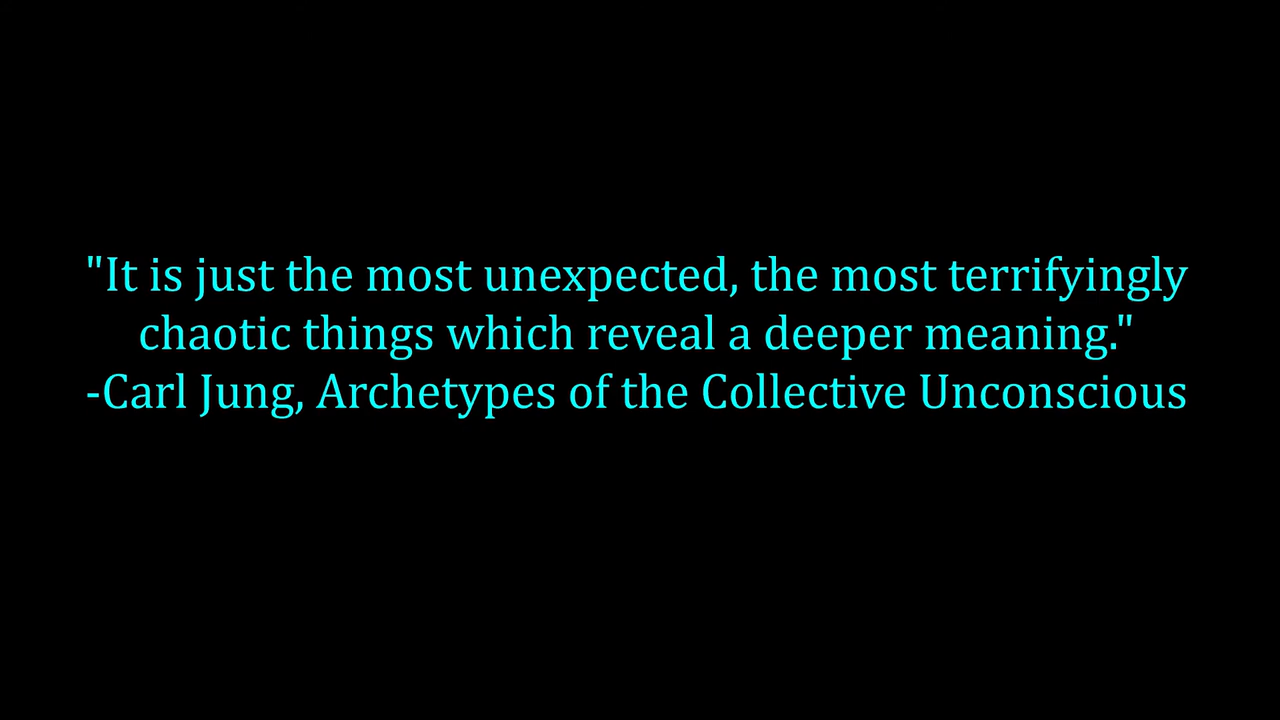 "It is just the most unexpected, the most terrifyingly
chaotic things which reveal a deeper meaning."
-Carl Jung, Archetypes of the Collective Unconscious